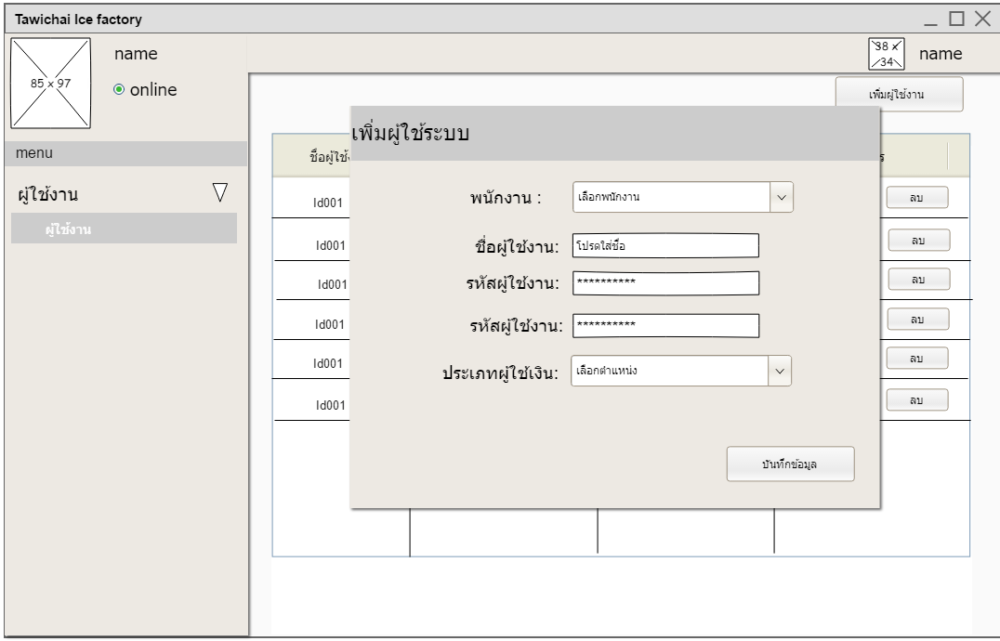 Tawichai Ice factory
85 x 97
name
online
38 x
34
name
menu
ผู้ใช้งาน
ผู้ใช้งาน
เพิ่มผู้ใช้งาน
เพิ่มผู้ใช้ระบบ
พนักงาน :
เลือกพนักงาน
ชื่อผู้ใช้งาน:
โปรดใส่ชื่อ
รหัสผู้ใช้งาน:
**********
รหัสผู้ใช้งาน:
**********
ประเภทผู้ใช้เงิน:
เลือกตำแหน่ง
บันทึกข้อมูล
ชื่อผู้ใช้
Id001
ลบ
Id001
ลบ
Id001
ลบ
Id001
ลบ
Id001
ลบ
Id001
ลบ